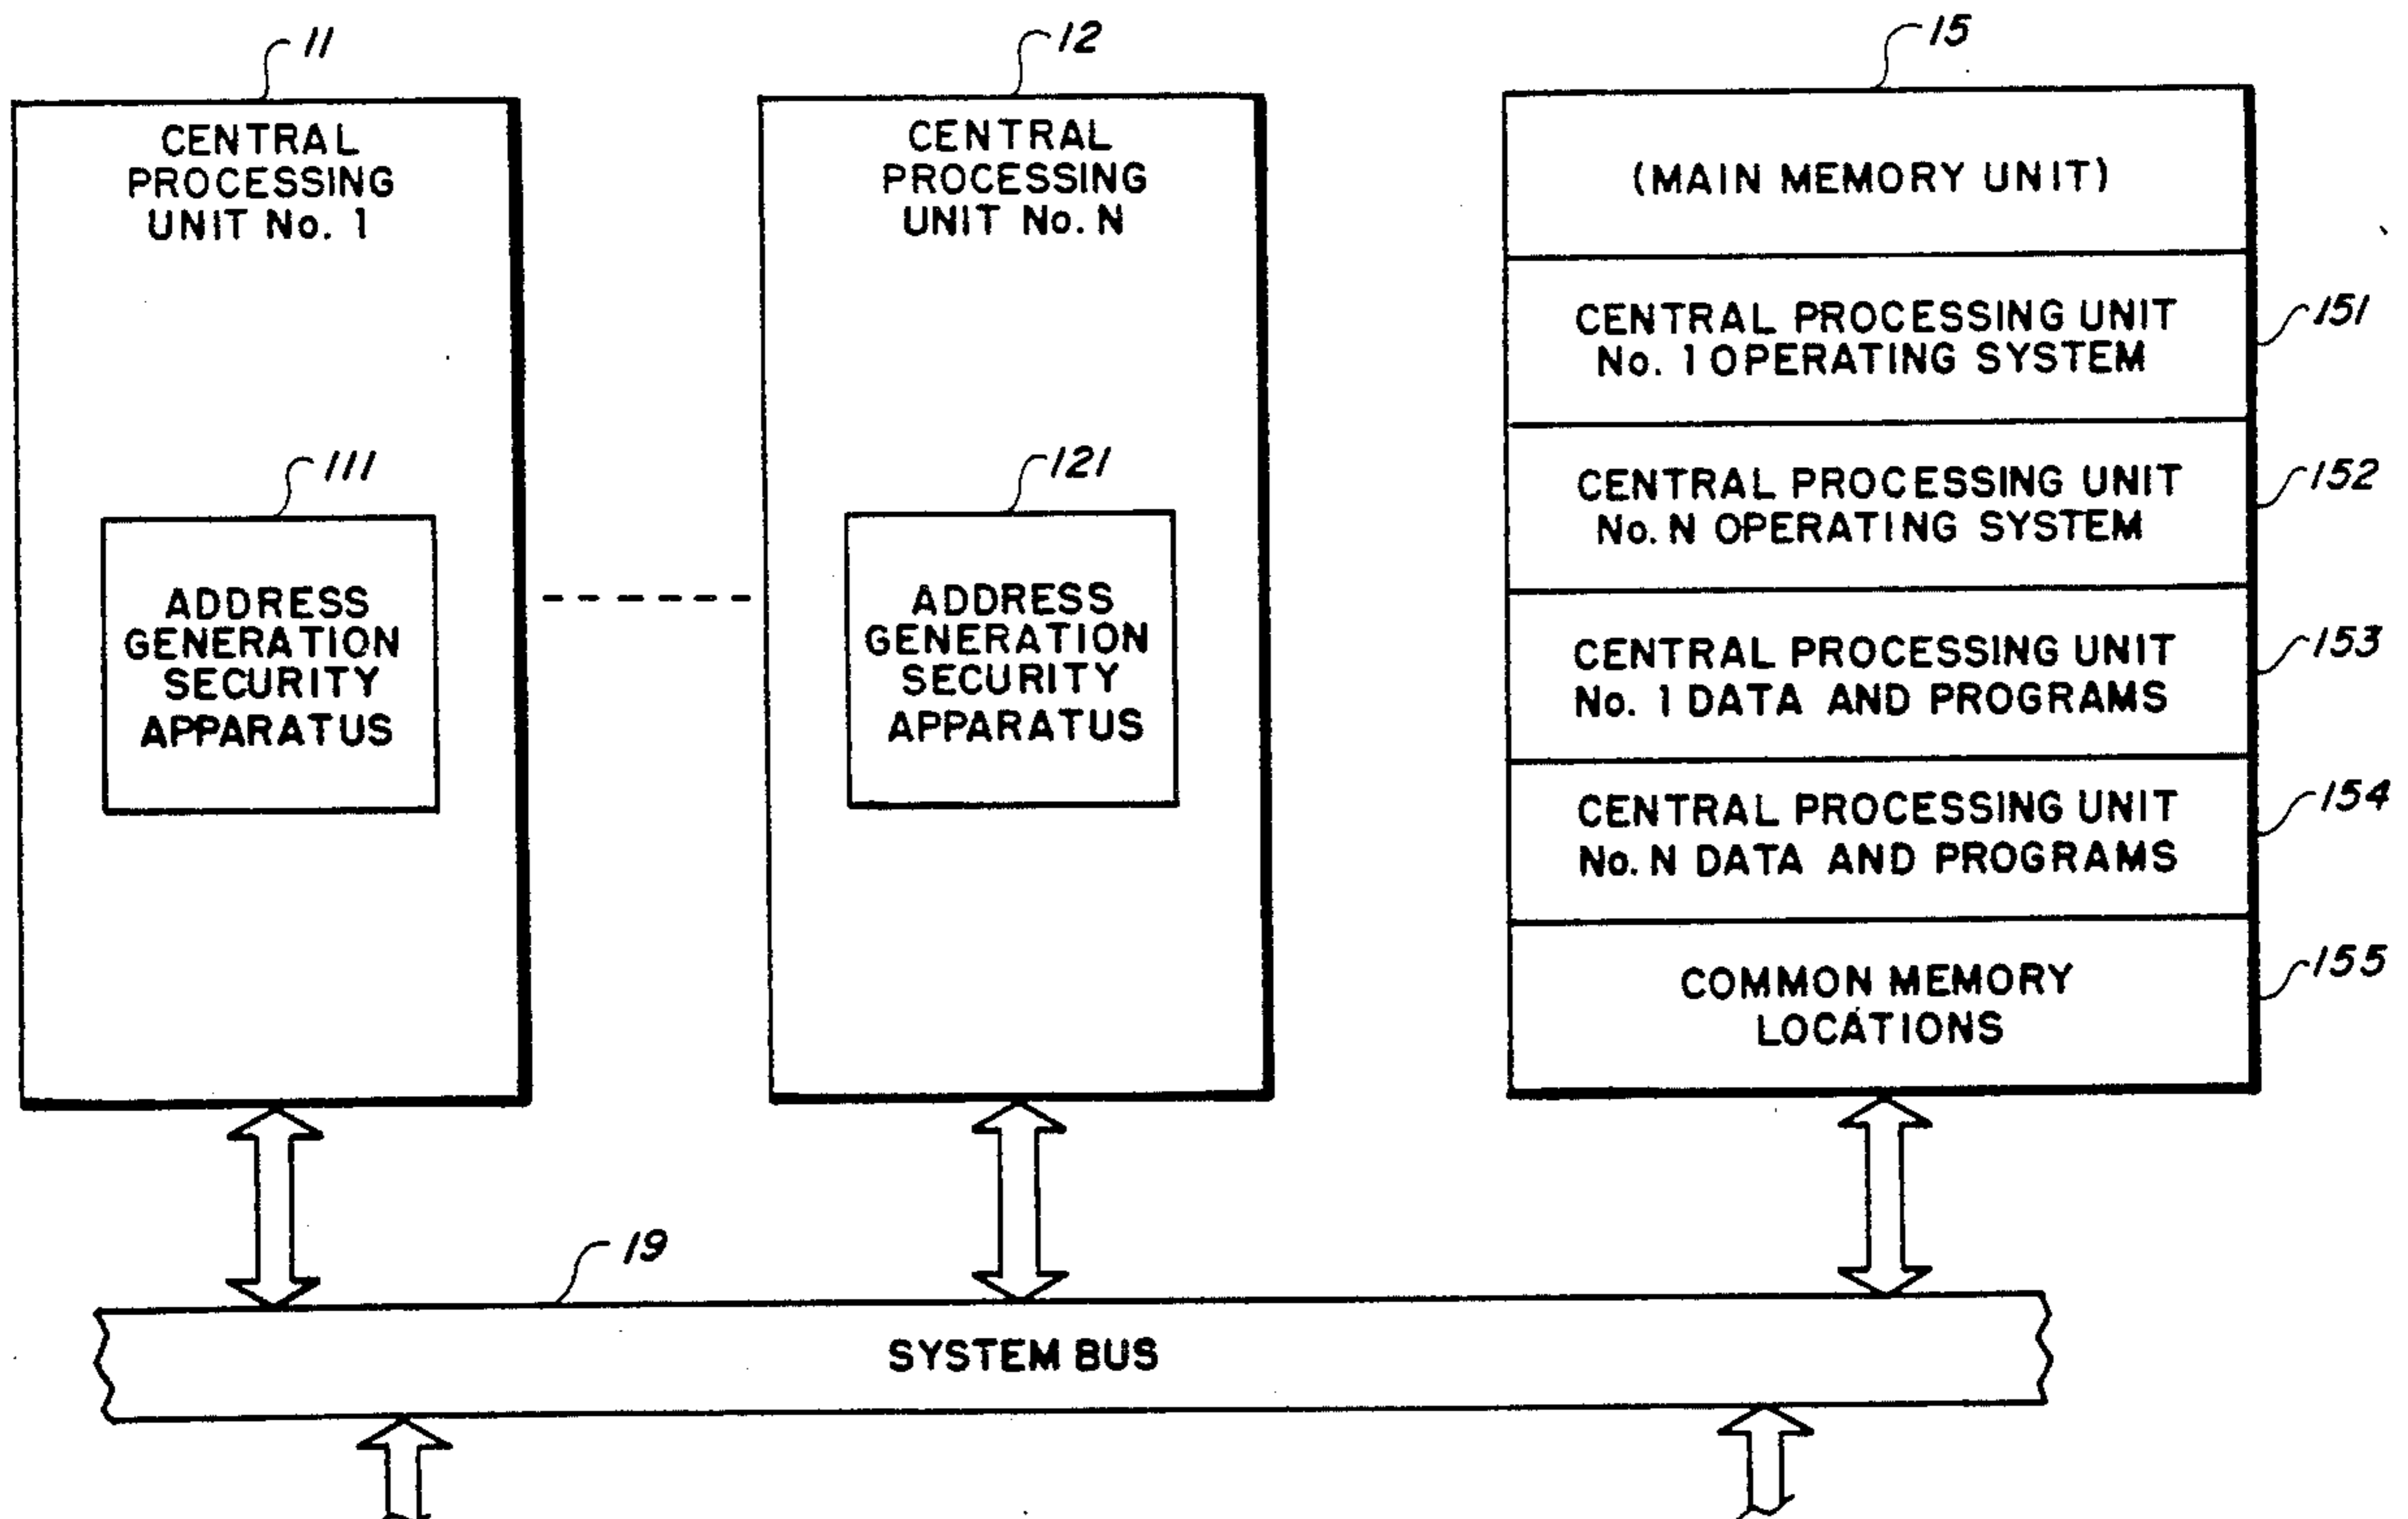 11
CENTRAL
PROCESSING
UNIT No. 1
111
ADDRESS
GENERATION
SECURITY
APPARATUS
12
CENTRAL
PROCESSING
UNIT No. N
121
ADDRESS
GENERATION
SECURITY
APPARATUS
15
(MAIN MEMORY UNIT)
CENTRAL PROCESSING UNIT
No. 1 OPERATING SYSTEM
151
CENTRAL PROCESSING UNIT
No. N OPERATING SYSTEM
152
CENTRAL PROCESSING UNIT
No. 1 DATA AND PROGRAMS
153
CENTRAL PROCESSING UNIT
No. N DATA AND PROGRAMS
154
COMMON MEMORY
LOCATIONS
155
19
SYSTEM BUS